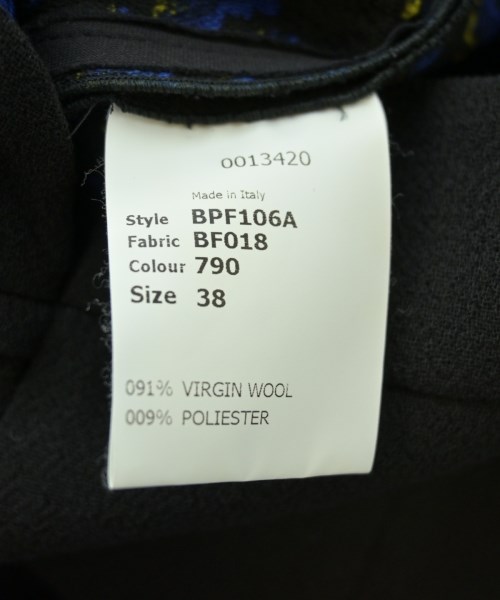 0013420
Made in Italy
Style BPF106A
Fabric BF018
Colour 790
Size 38
091% VIRGIN WOOL
009% POLIESTER